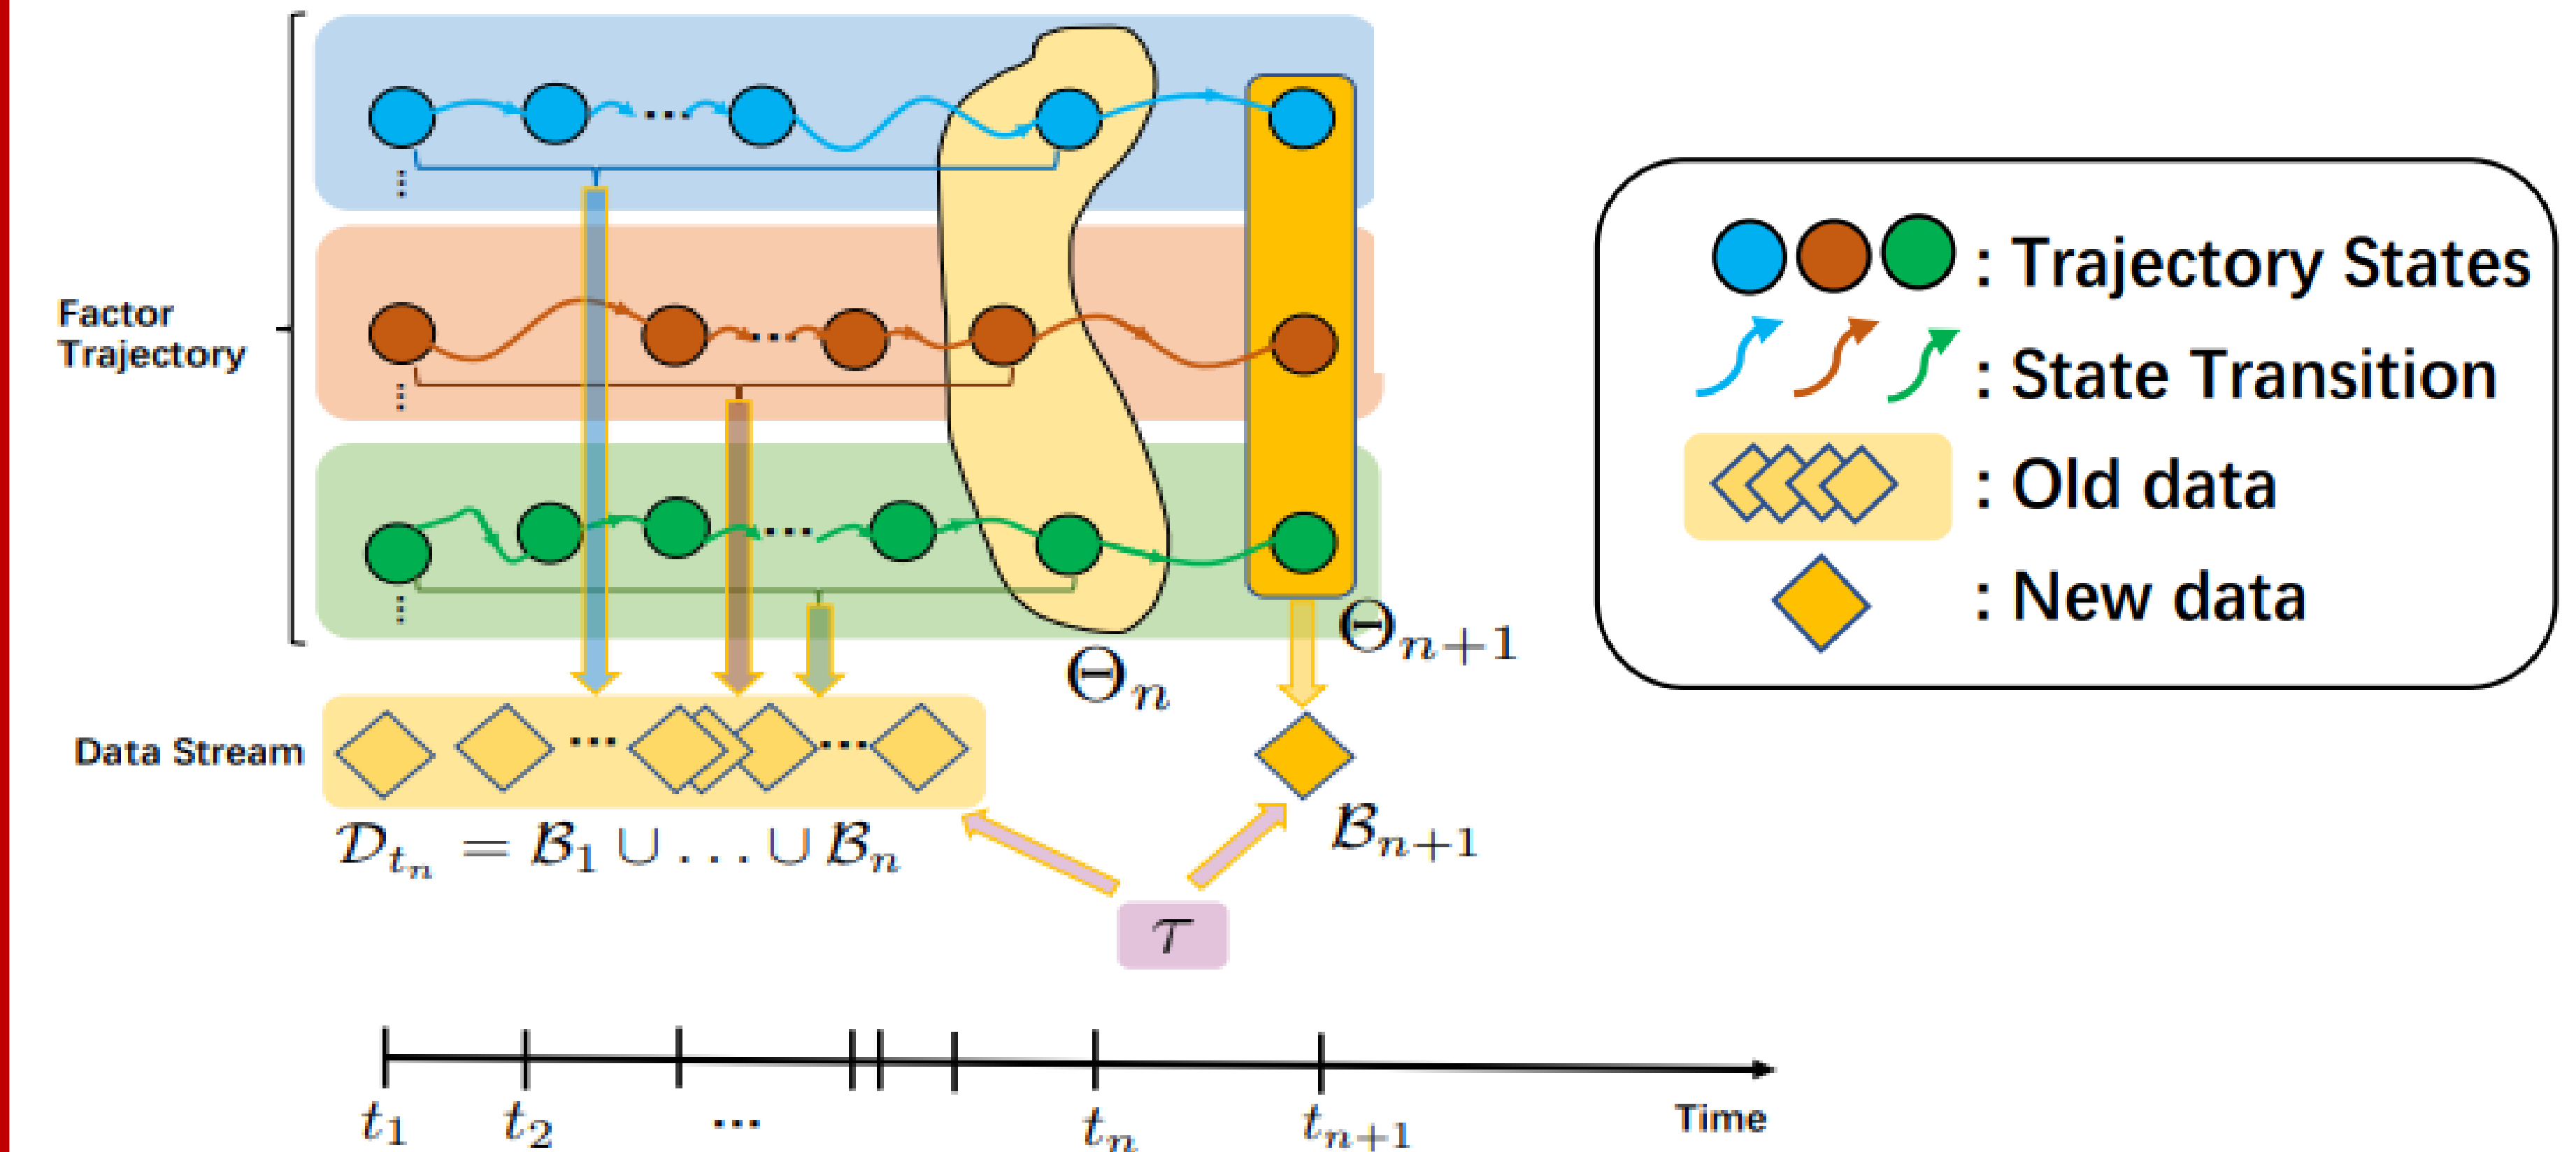 Factor
Trajectory
Θn
Θn+1
Data Stream
...
...
Dtn = B1 ∪ ... ∪ Bn
Bn+1
τ
t1
t2
...
tn
tn+1
Time
: Trajectory States
: State Transition
: Old data
: New data